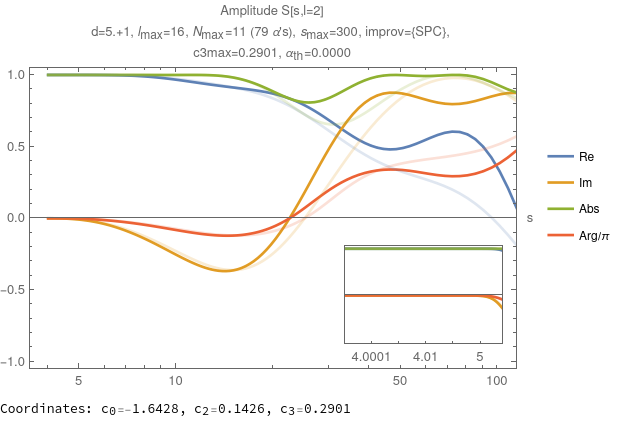 Amplitude S[s,l=2]
d=5.+1, lmax=16, Nmax=11 (79 α's), smax=300, improv={SPC},
c3max=0.2901, αth=0.0000
1.0
0.5
0.0
−0.5
−1.0
s
Re
Im
Abs
Arg/π
4.0001 4.01 5
5 10 50 100
Coordinates: c0=-1.6428, c2=0.1426, c3=0.2901